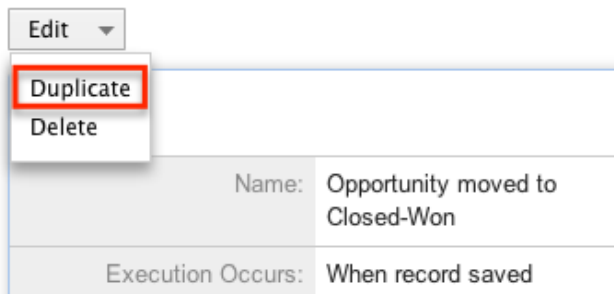 Edit
Duplicate
Delete
Name: Opportunity moved to
Closed-Won
Execution Occurs: When record saved